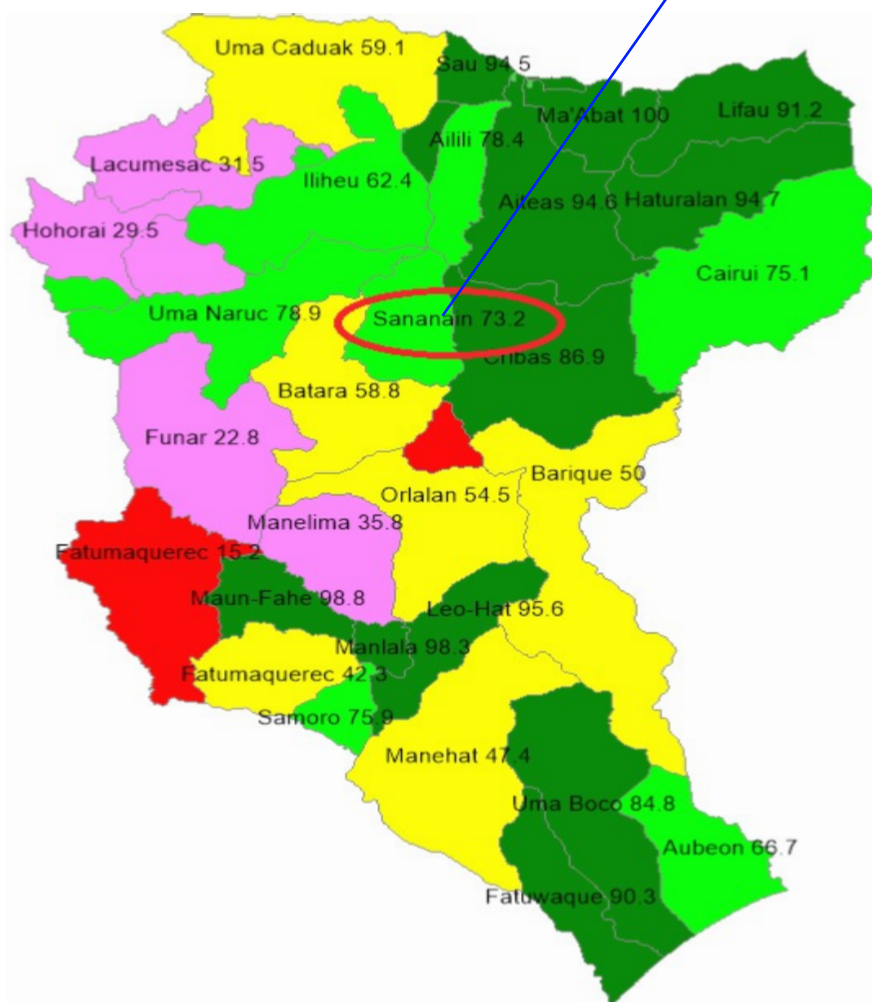 Uma Caduak 59.1
Sau 94.5
Ma'Abat 100
Lifau 91.2
Ailili 78.4
Lacumesac 31.5
Iliheu 62.4
Aiteas 94.6
Haturalan 94.7
Hohorai 29.5
Cairui 75.1
Uma Naruc 78.9
Sananain 73.2
Cribas 86.9
Batara 58.8
Funar 22.8
Barique 50
Orlalan 54.5
Manelima 35.8
Fatumaquerec 15.2
Maun-Fahe 98.8
Leo-Hat 95.6
Manlala 98.3
Fatumaquerec 42.3
Samoro 75.9
Manehat 47.4
Uma Boco 84.8
Aubeon 66.7
Fatuwaque 90.3